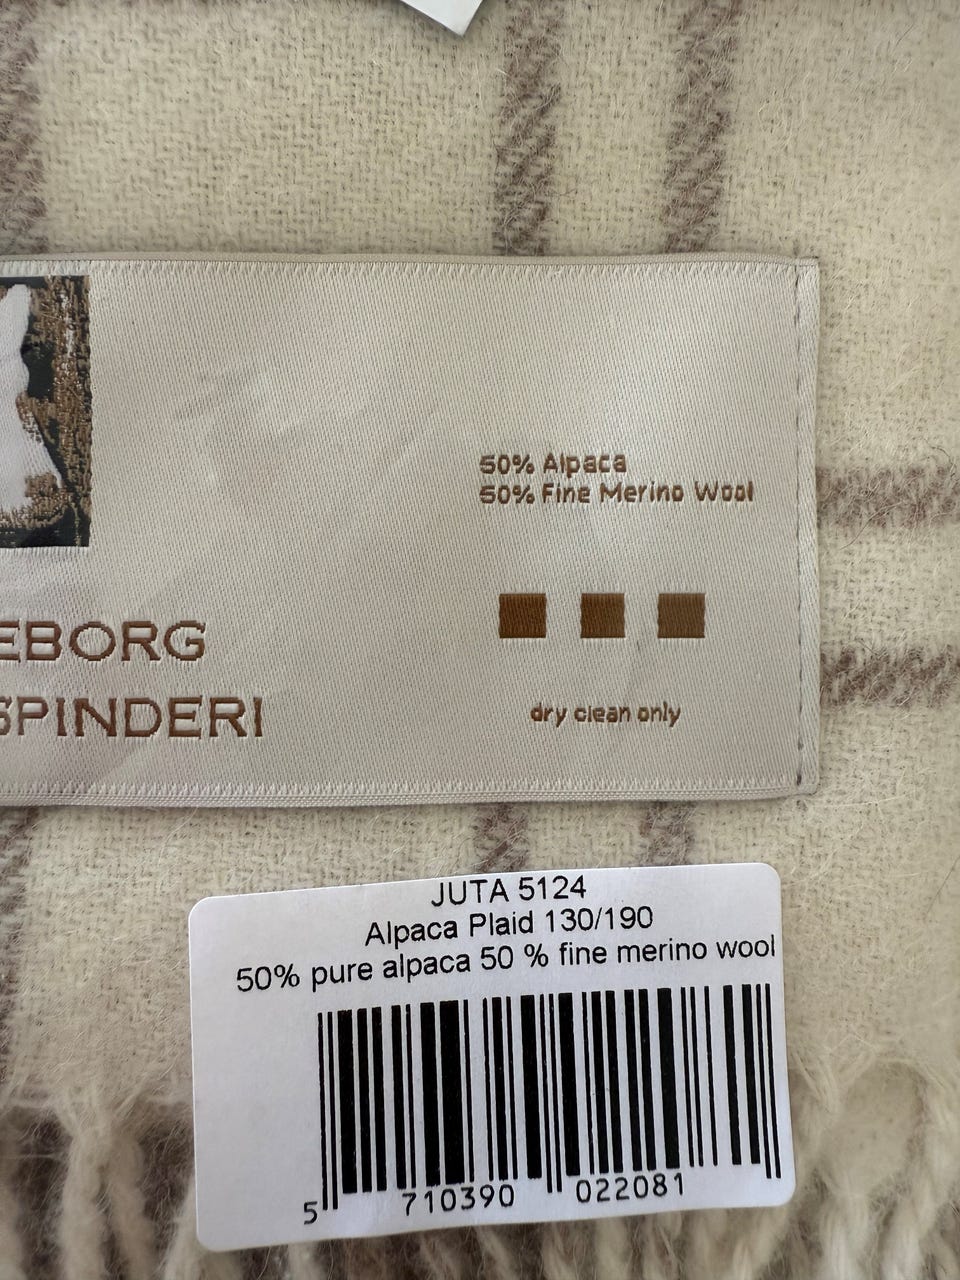 50% Alpaca
50% Fine Merino Wool
EBORG
SPINDERI
dry clean only
JUTA 5124
Alpaca Plaid 130/190
50% pure alpaca 50 % fine merino wool
5 710390 022081